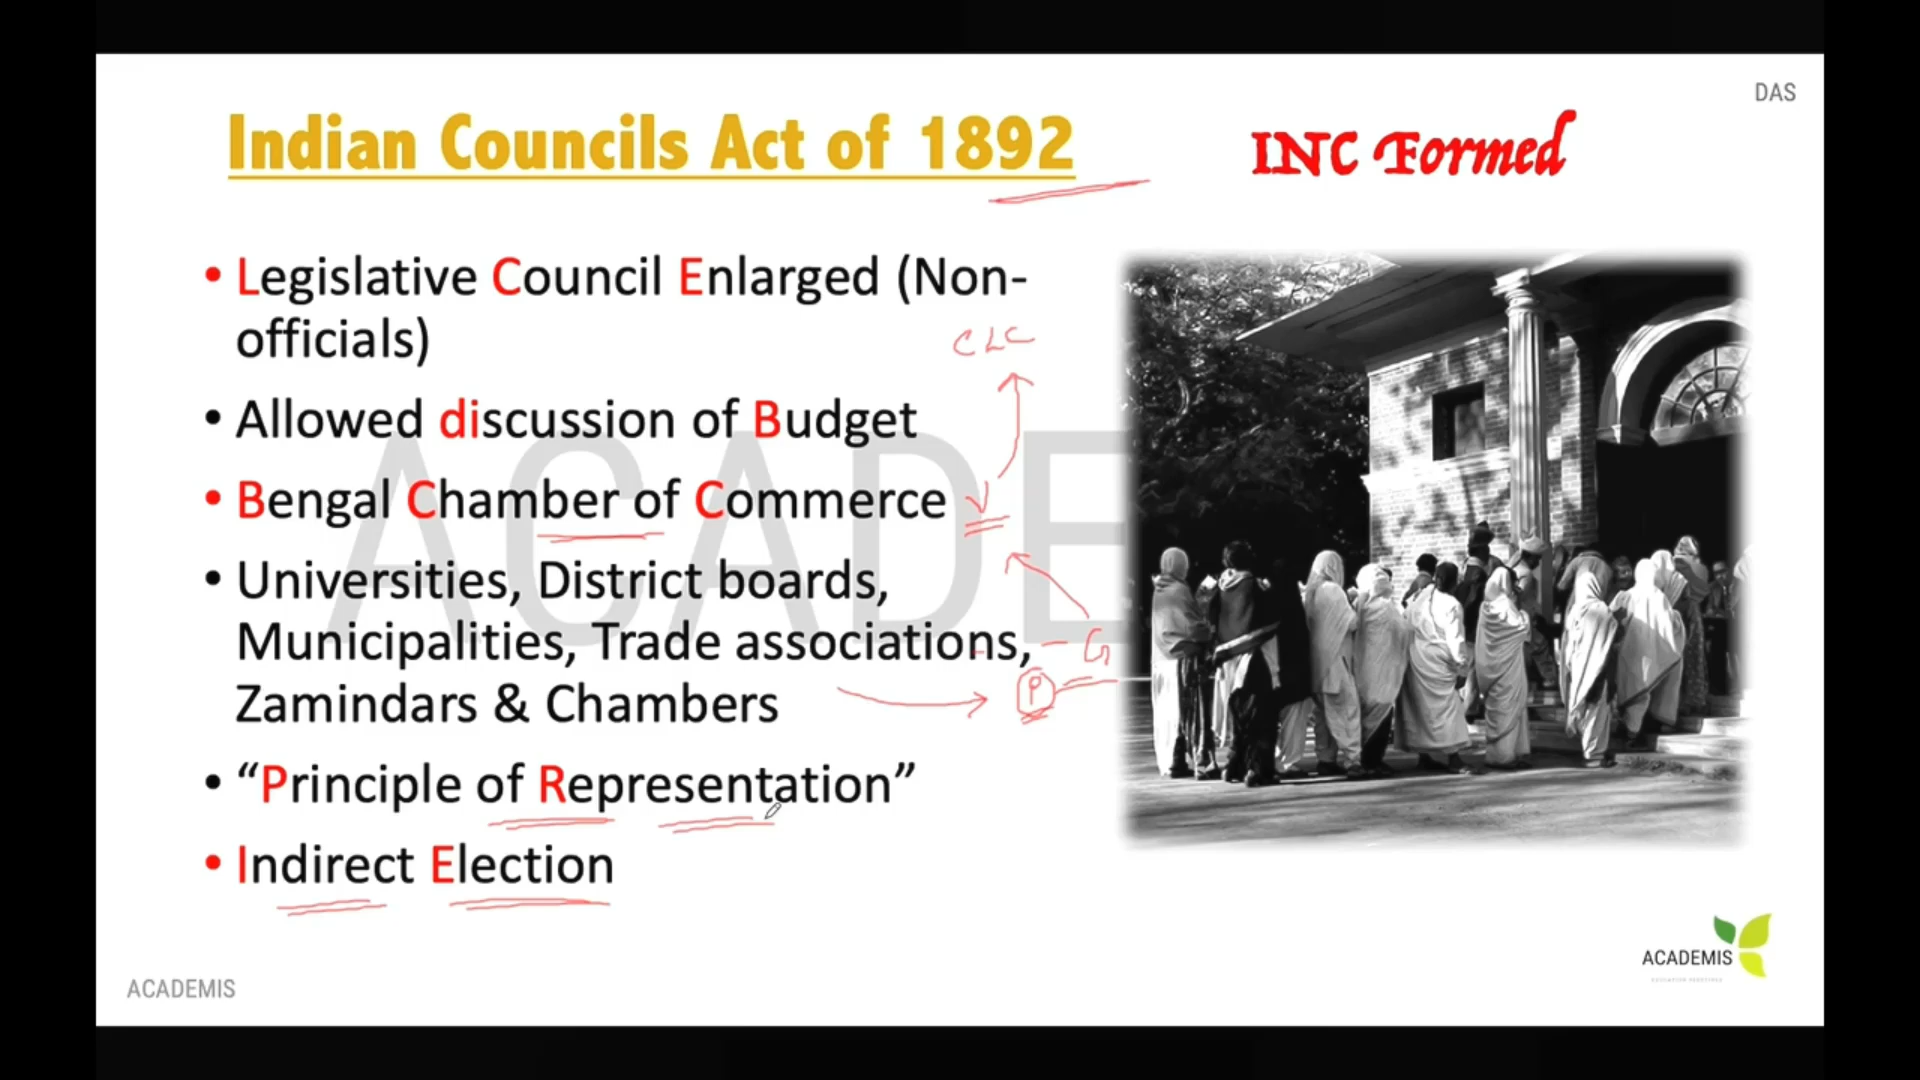 DAS
Indian Councils Act of 1892
INC Formed
• Legislative Council Enlarged (Non-
officials)
CLC
• Allowed discussion of Budget
• Bengal Chamber of Commerce
• Universities, District boards,
Municipalities, Trade associations,
G
P
Zamindars & Chambers
• “Principle of Representation”
• Indirect Election
ACADE
ACADEMIS
ACADEMIS